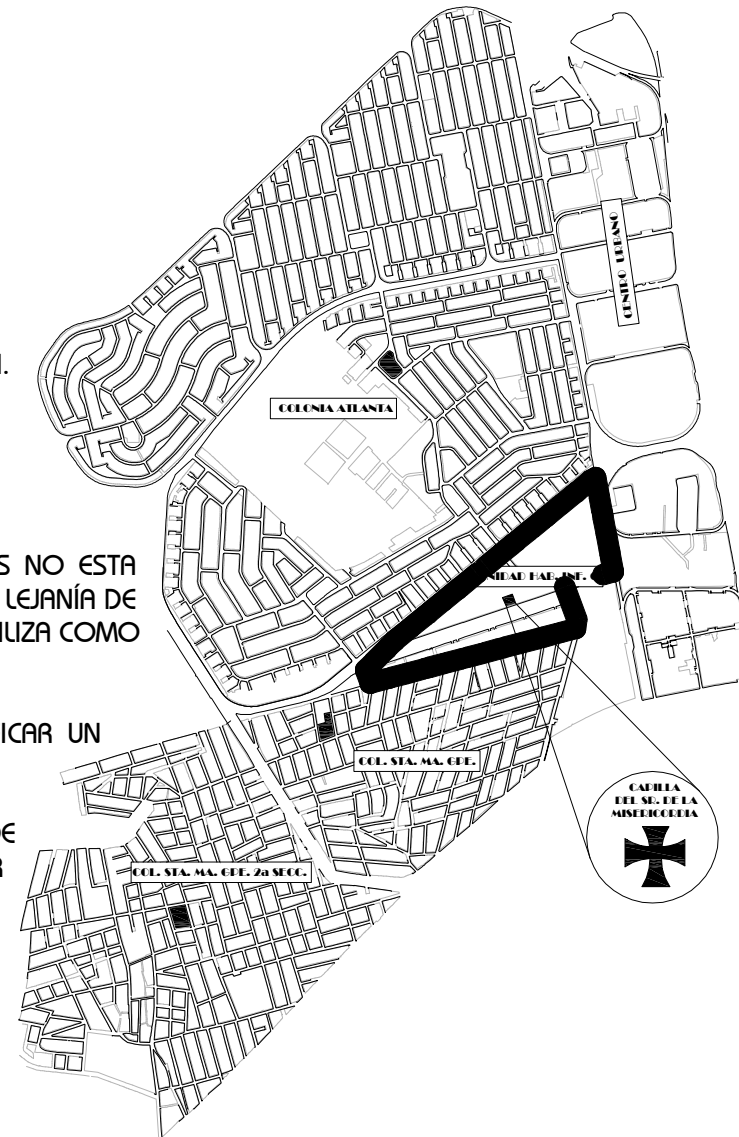 CENTRO URBANO
I.
COLONIA ATLANTA
S NO ESTA
LEJANÍA DE
ILIZA COMO
NIDAD HAB. INF.
ICAR UN
COL. STA. MA. GPE.
DE
R
COL. STA. MA. GPE. 2a SECC.
CAPILLA
DEL SR. DE LA
MISERICORDIA